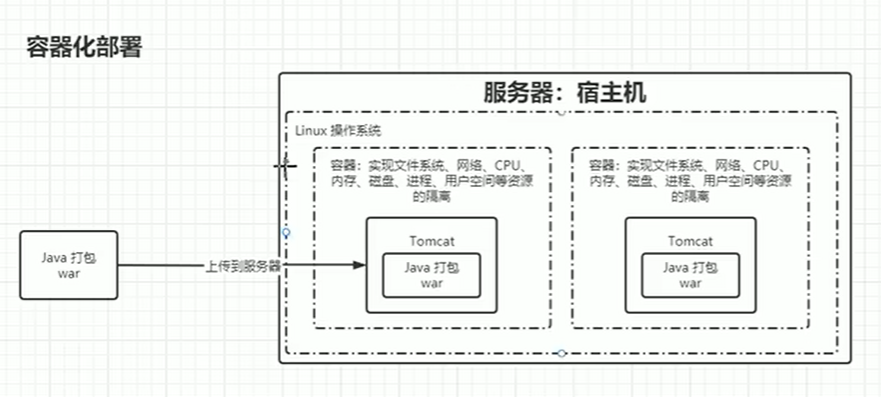 容器化部署
服务器：宿主机
Linux 操作系统
容器：实现文件系统、网络、CPU、
内存、磁盘、进程、用户空间等资源
的隔离
容器：实现文件系统、网络、CPU、
内存、磁盘、进程、用户空间等资源
的隔离
Java 打包
war
上传到服务器
Tomcat
Java 打包
war
Tomcat
Java 打包
war